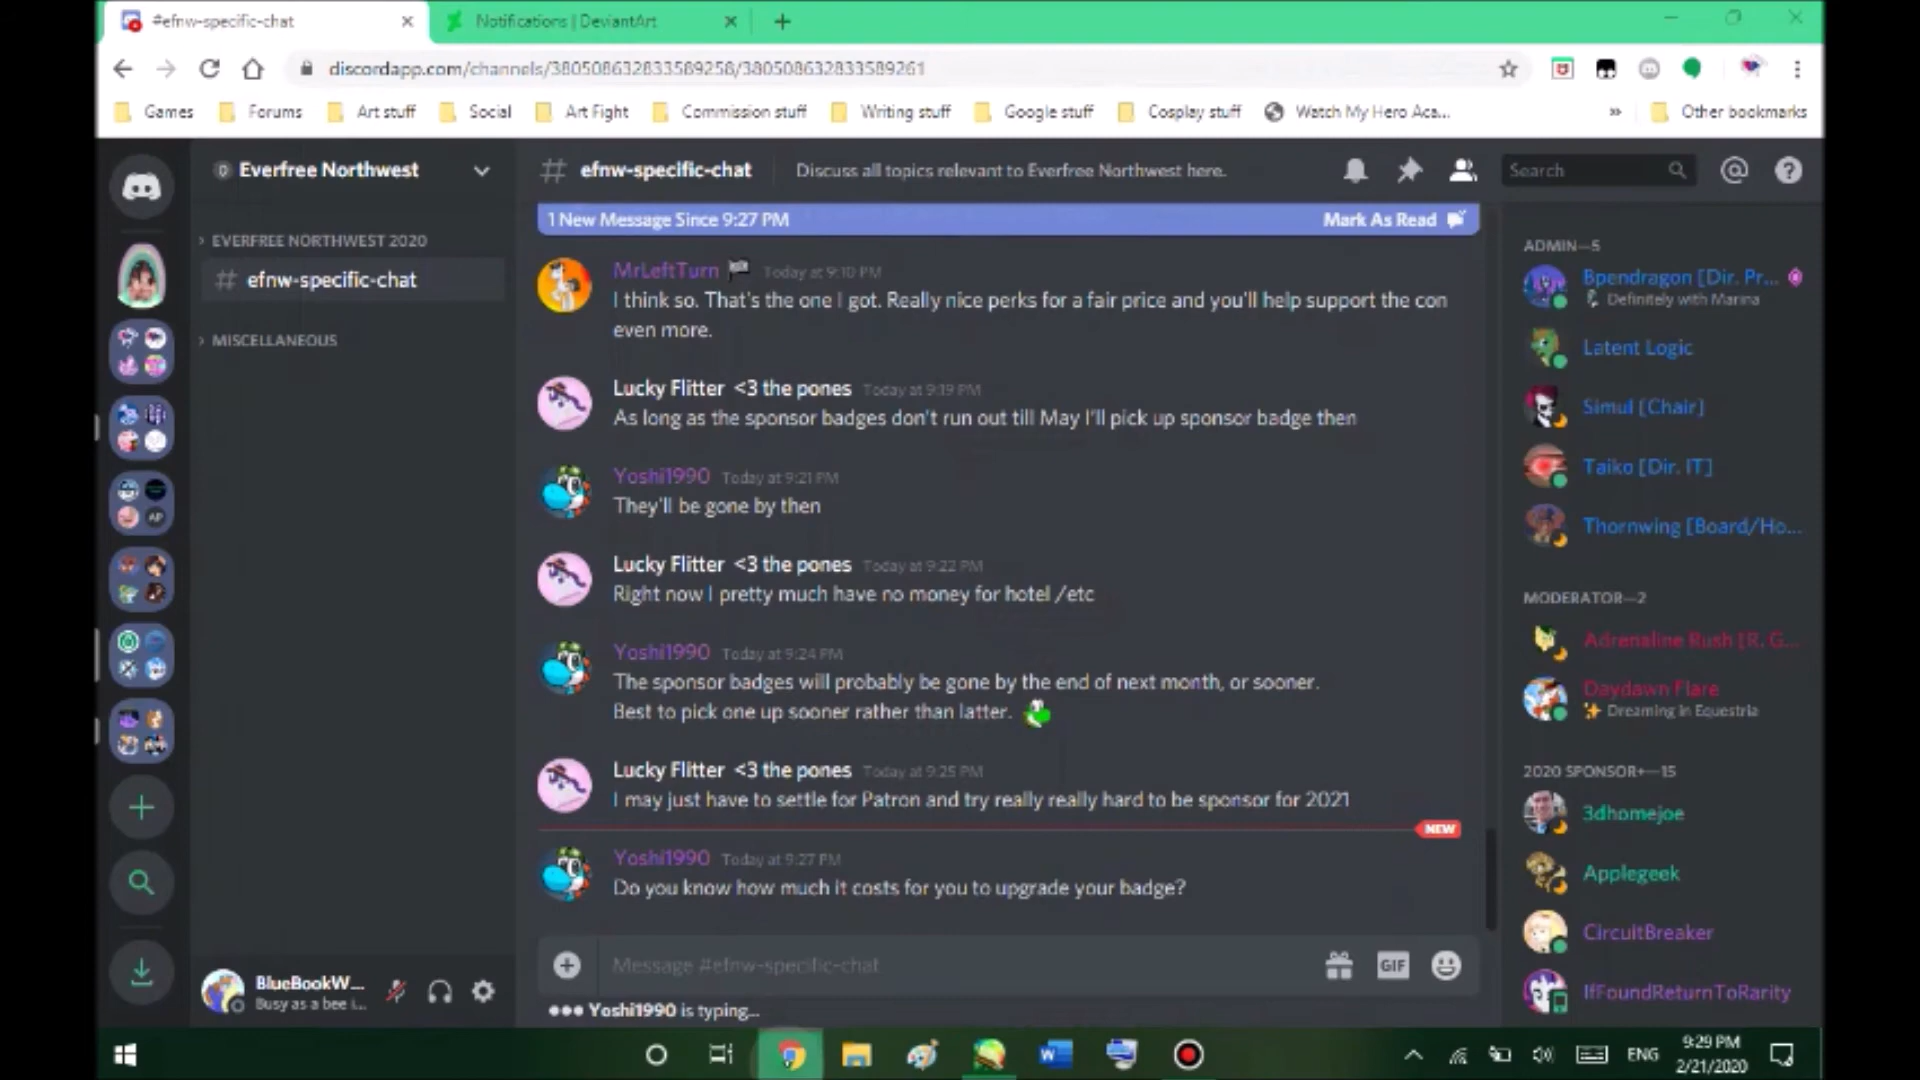 #efnw-specific-chat
Notifications | DeviantArt
discordapp.com/channels/380508632833589258/380508632833589261
Games
Forums
Art stuff
Social
Art Fight
Commission stuff
Writing stuff
Google stuff
Cosplay stuff
Watch My Hero Aca...
»
Other bookmarks
Everfree Northwest
# efnw-specific-chat
Discuss all topics relevant to Everfree Northwest here.
Search
1 New Message Since 9:27 PM
Mark As Read
EVERFREE NORTHWEST 2020
# efnw-specific-chat
MISCELLANEOUS
AP
MrLeftTurn Today at 9:10 PM
I think so. That's the one I got. Really nice perks for a fair price and you'll help support the con
even more.
Lucky Flitter <3 the pones Today at 9:19 PM
As long as the sponsor badges don't run out till May I'll pick up sponsor badge then
Yoshi1990 Today at 9:21 PM
They'll be gone by then
Lucky Flitter <3 the pones Today at 9:22 PM
Right now I pretty much have no money for hotel /etc
Yoshi1990 Today at 9:24 PM
The sponsor badges will probably be gone by the end of next month, or sooner.
Best to pick one up sooner rather than latter.
Lucky Flitter <3 the pones Today at 9:25 PM
I may just have to settle for Patron and try really really hard to be sponsor for 2021
NEW
Yoshi1990 Today at 9:27 PM
Do you know how much it costs for you to upgrade your badge?
Message #efnw-specific-chat
GIF
Yoshi1990 is typing...
BlueBookW...
Busy as a bee i...
ADMIN—5
Bpendragon [Dir. Pr...
Definitely with Marina
Latent Logic
Simul [Chair]
Taiko [Dir. IT]
Thornwing [Board/Ho...
MODERATOR—2
Adrenaline Rush [R. G...
Daydawn Flare
Dreaming in Equestria
2020 SPONSOR+—15
3dhomejoe
Applegeek
CircuitBreaker
IfFoundReturnToRarity
ENG
9:29 PM
2/21/2020